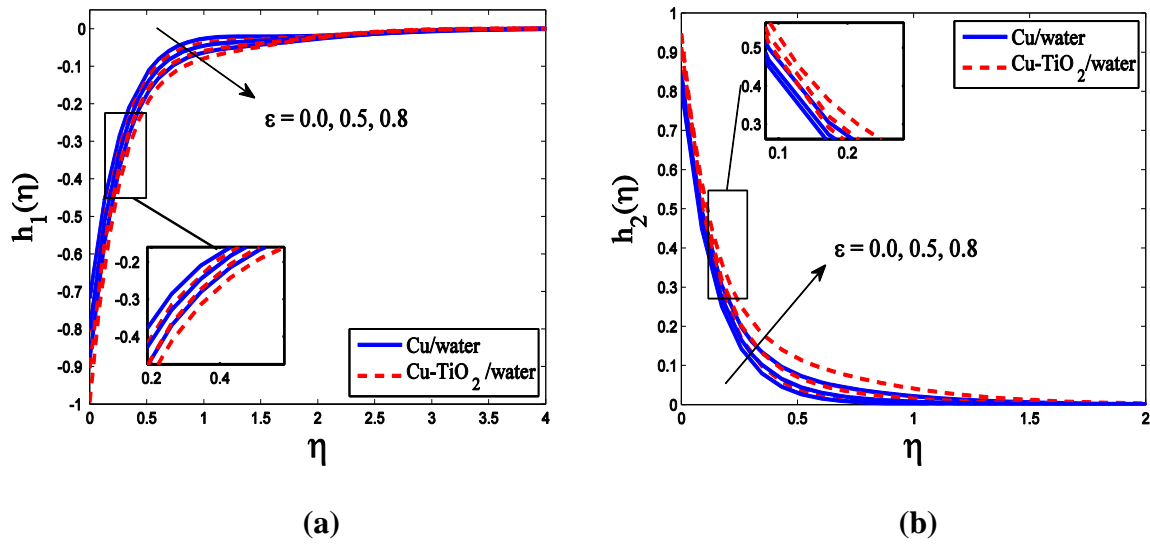 0
-0.1
-0.2
-0.3
-0.4
-0.5
-0.6
-0.7
-0.8
-0.9
-1
h₁(η)
ε = 0.0, 0.5, 0.8
-0.2
-0.3
-0.4
0.2 0.4
Cu/water
Cu-TiO₂/water
0 0.5 1 1.5 2 2.5 3 3.5 4
η
(a)
1
0.9
0.8
0.7
0.6
0.5
0.4
0.3
0.2
0.1
0
h₂(η)
0.5
0.4
0.3
0.1 0.2
Cu/water
Cu-TiO₂/water
ε = 0.0, 0.5, 0.8
0 0.5 1 1.5 2
η
(b)